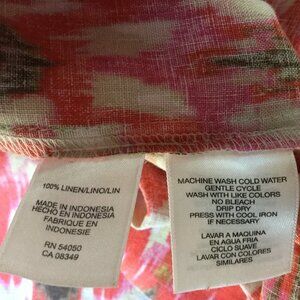 100% LINEN/LINO/LIN
MADE IN INDONESIA
HECHO EN INDONESIA
FABRIQUE EN
INDONESIE
RN 54050
CA 08349
MACHINE WASH COLD WATER
GENTLE CYCLE
WASH WITH LIKE COLORS
NO BLEACH
DRIP DRY
PRESS WITH COOL IRON
IF NECESSARY
LAVAR A MAQUINA
EN AGUA FRIA
CICLO SUAVE
LAVAR CON COLORES
SIMILARES